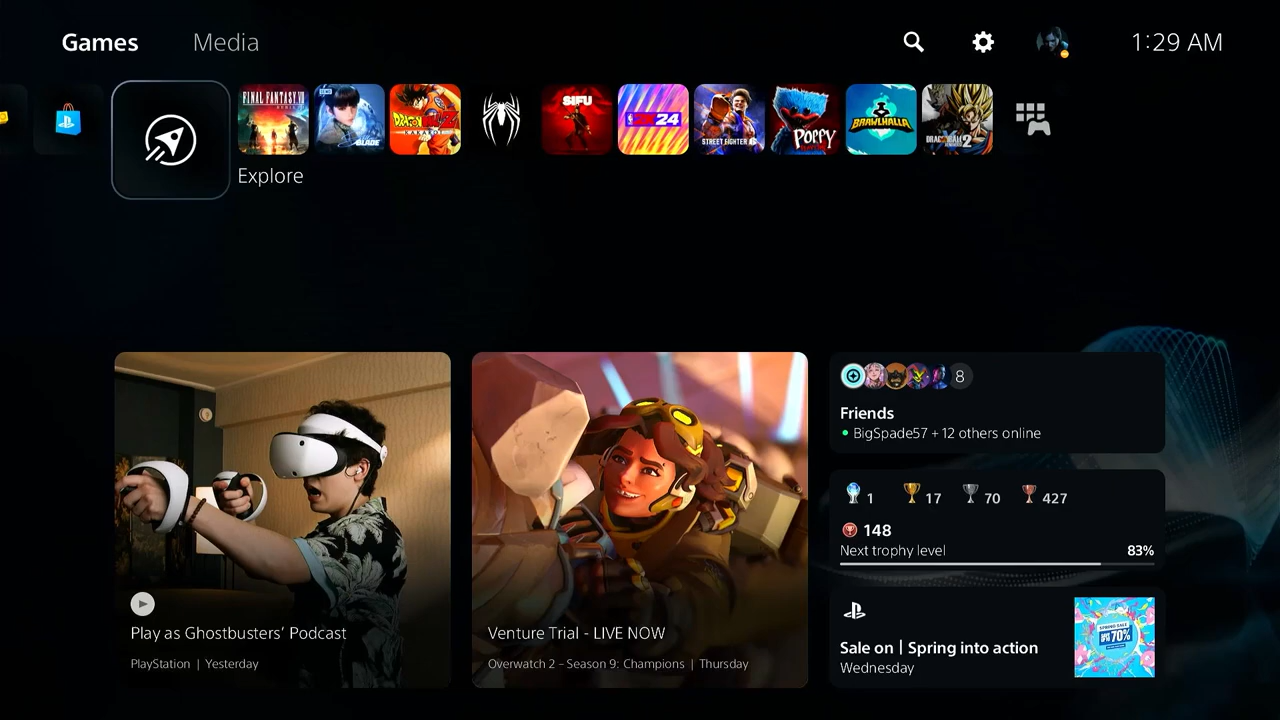 Games
Media
1:29 AM
FINAL FANTASY VII
BLADE
DRAGON BALL Z
KAKAROT
SIFU
2K24
STREET FIGHTER 6
POPPY
BRAWLHALLA
DRAGON BALL
2
Explore
8
Friends
BigSpade57 + 12 others online
1
17
70
427
148
Next trophy level
83%
Play as Ghostbusters' Podcast
PlayStation | Yesterday
Venture Trial - LIVE NOW
Overwatch 2 – Season 9: Champions | Thursday
Sale on | Spring into action
Wednesday
SPRING SALE
70%